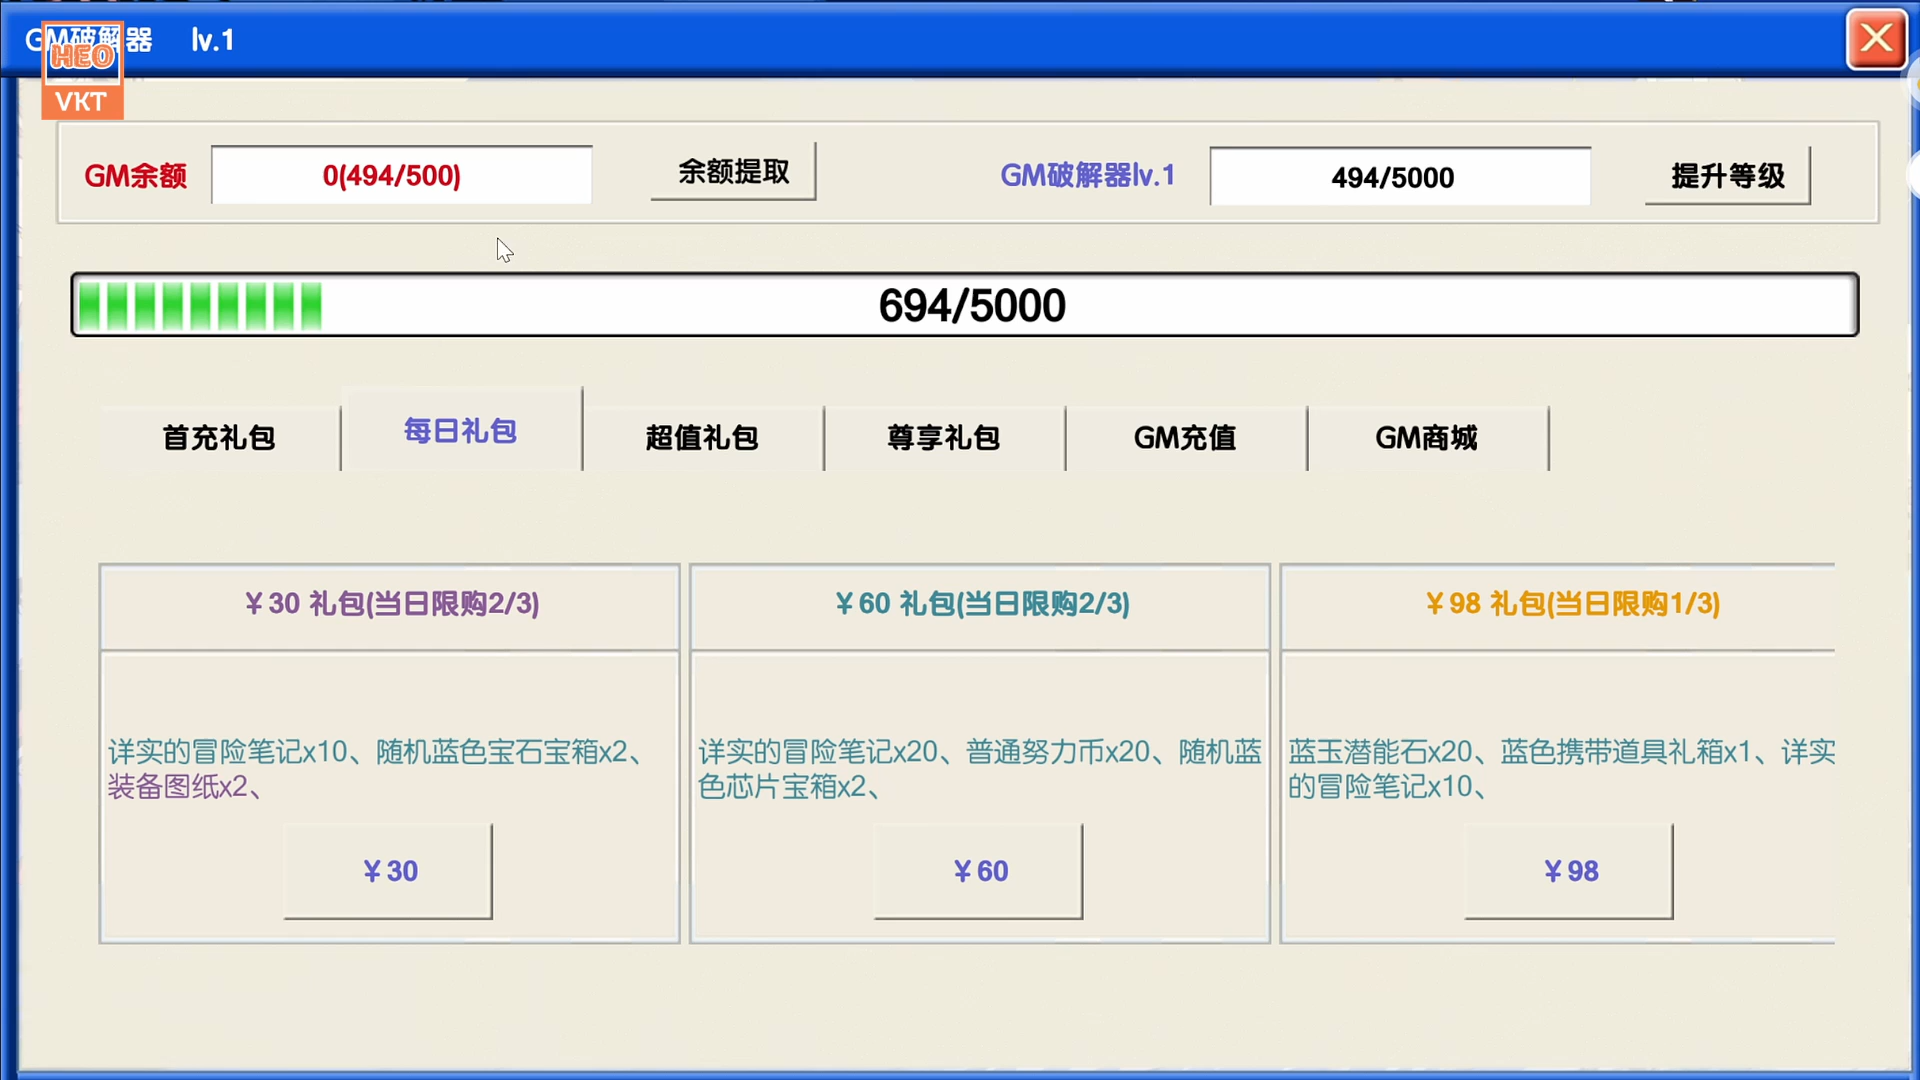 GM破解器 lv.1
HEO
VKT
GM余额 0(494/500) 余额提取 GM破解器lv.1 494/5000 提升等级
694/5000
首充礼包 每日礼包 超值礼包 尊享礼包 GM充值 GM商城
¥30 礼包(当日限购2/3)
详实的冒险笔记x10、随机蓝色宝石宝箱x2、
装备图纸x2、
¥30
¥60 礼包(当日限购2/3)
详实的冒险笔记x20、普通努力币x20、随机蓝
色芯片宝箱x2、
¥60
¥98 礼包(当日限购1/3)
蓝玉潜能石x20、蓝色携带道具礼箱x1、详实
的冒险笔记x10、
¥98